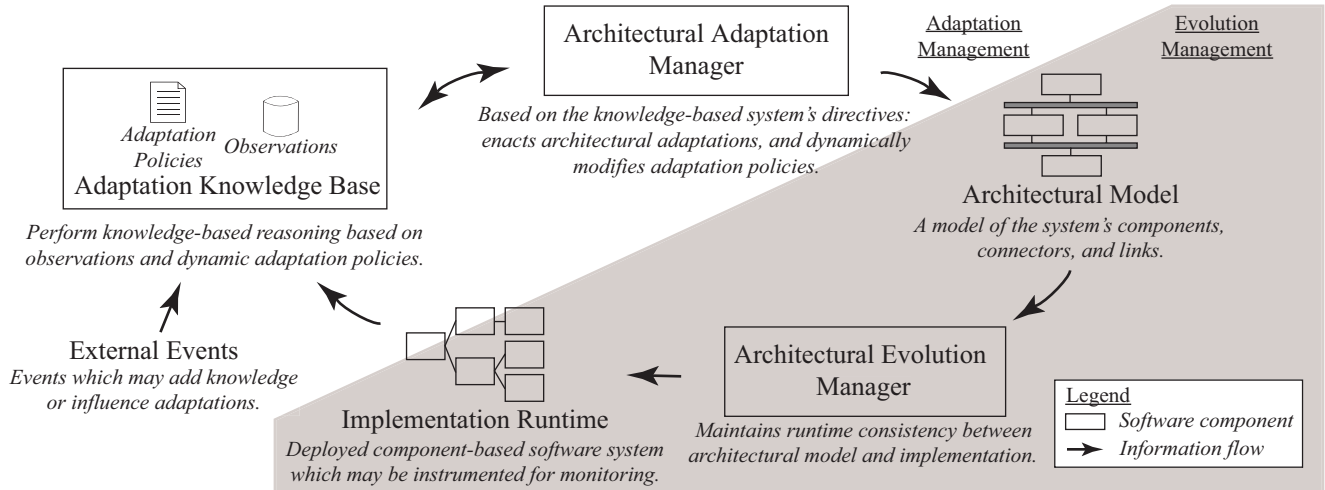 Architectural Adaptation
Manager
Based on the knowledge-based system's directives:
enacts architectural adaptations, and dynamically
modifies adaptation policies.
Adaptation
Management
Evolution
Management
Adaptation
Policies
Observations
Adaptation Knowledge Base
Perform knowledge-based reasoning based on
observations and dynamic adaptation policies.
Architectural Model
A model of the system's components,
connectors, and links.
External Events
Events which may add knowledge
or influence adaptations.
Implementation Runtime
Deployed component-based software system
which may be instrumented for monitoring.
Architectural Evolution
Manager
Maintains runtime consistency between
architectural model and implementation.
Legend
Software component
Information flow